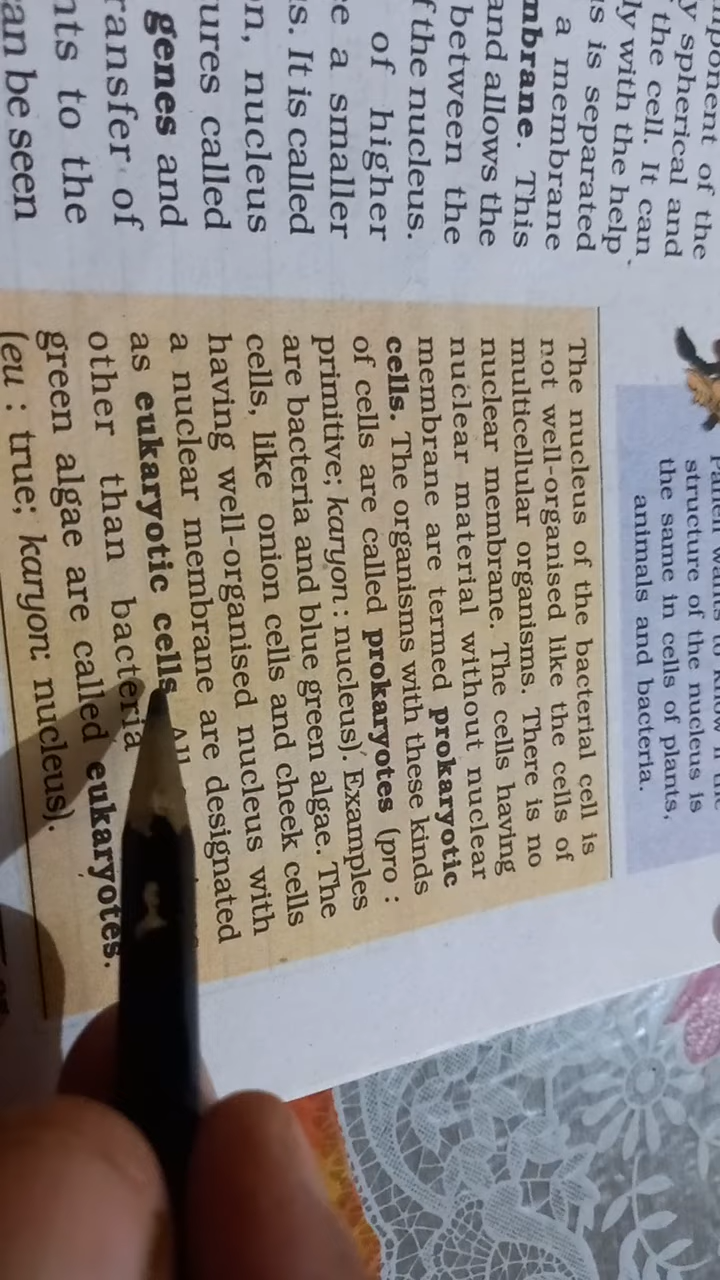 ponent of the
y spherical and
the cell. It can
ly with the help
s is separated
a membrane
mbrane. This
and allows the
between the
f the nucleus.
of higher
e a smaller
s. It is called
n, nucleus
ures called
genes and
ransfer of
nts to the
an be seen
structure of the nucleus is
the same in cells of plants,
animals and bacteria.
The nucleus of the bacterial cell is
not well-organised like the cells of
multicellular organisms. There is no
nuclear membrane. The cells having
nuclear material without nuclear
membrane are termed prokaryotic
cells. The organisms with these kinds
of cells are called prokaryotes (pro :
primitive; karyon : nucleus). Examples
are bacteria and blue green algae. The
cells, like onion cells and cheek cells
having well-organised nucleus with
a nuclear membrane are designated
as eukaryotic cells. All
other than bacteria
green algae are called eukaryotes.
(eu : true; karyon: nucleus).